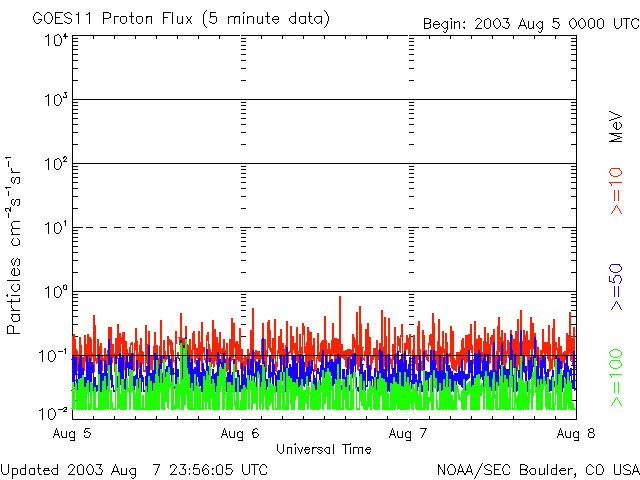 GOES11 Proton Flux (5 minute data)
Begin: 2003 Aug 5 0000 UTC
Particles cm⁻²s⁻¹sr⁻¹
10⁴
10³
10²
10¹
10⁰
10⁻¹
10⁻²
Aug 5
Aug 6
Aug 7
Aug 8
Universal Time
MeV
>=10
>=50
>=100
Updated 2003 Aug 7 23:56:05 UTC
NOAA/SEC Boulder, CO USA